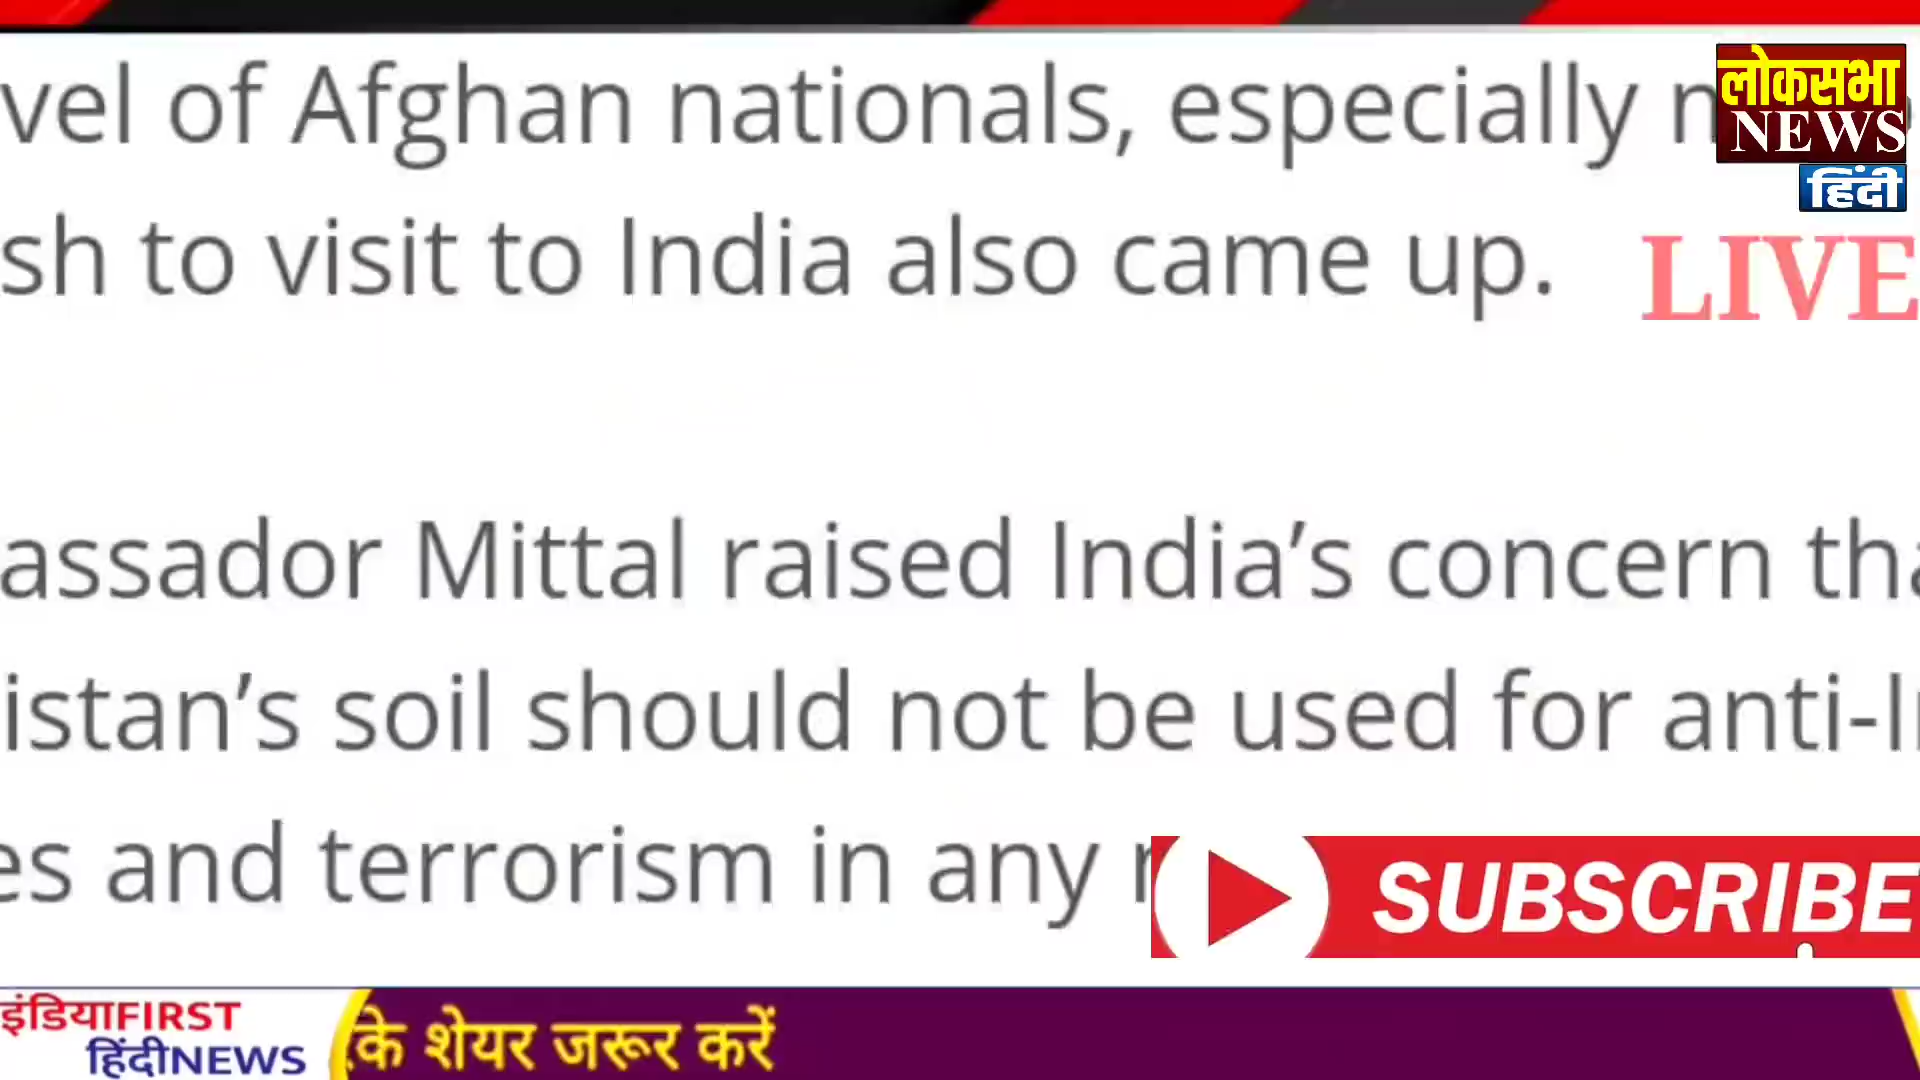 vel of Afghan nationals, especially
लोकसभा
NEWS
हिंदी
sh to visit to India also came up.
LIVE
assador Mittal raised India’s concern tha
istan’s soil should not be used for anti-I
es and terrorism in any
SUBSCRIBE
इंडियाFIRST
हिंदीNEWS
के शेयर जरूर करें